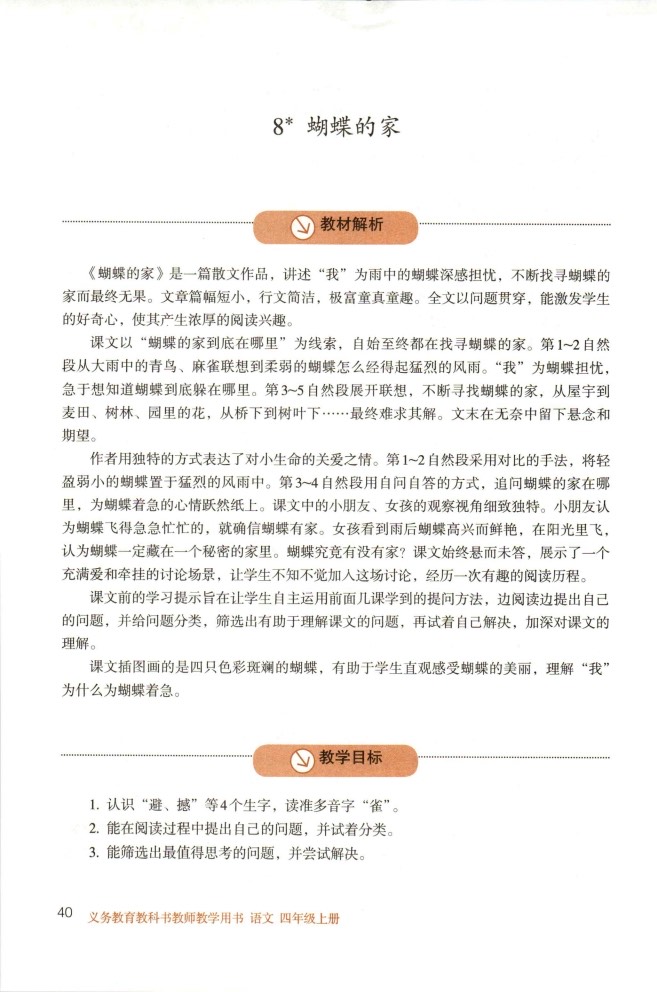 8* 蝴蝶的家
教材解析
《蝴蝶的家》是一篇散文作品，讲述“我”为雨中的蝴蝶深感担忧，不断找寻蝴蝶的
家而最终无果。文章篇幅短小，行文简洁，极富童真童趣。全文以问题贯穿，能激发学生
的好奇心，使其产生浓厚的阅读兴趣。
课文以“蝴蝶的家到底在哪里”为线索，自始至终都在找寻蝴蝶的家。第1~2自然
段从大雨中的青鸟、麻雀联想到柔弱的蝴蝶怎么经得起猛烈的风雨。“我”为蝴蝶担忧，
急于想知道蝴蝶到底躲在哪里。第3~5自然段展开联想，不断寻找蝴蝶的家，从屋宇到
麦田、树林、园里的花，从桥下到树叶下……最终难求其解。文末在无奈中留下悬念和
期望。
作者用独特的方式表达了对小生命的关爱之情。第1~2自然段采用对比的手法，将轻
盈弱小的蝴蝶置于猛烈的风雨中。第3~4自然段用自问自答的方式，追问蝴蝶的家在哪
里，为蝴蝶着急的心情跃然纸上。课文中的小朋友、女孩的观察视角细致独特。小朋友认
为蝴蝶飞得急急忙忙的，就确信蝴蝶有家。女孩看到雨后蝴蝶高兴而鲜艳，在阳光里飞，
认为蝴蝶一定藏在一个秘密的家里。蝴蝶究竟有没有家？课文始终悬而未答，展示了一个
充满爱和牵挂的讨论场景，让学生不知不觉加入这场讨论，经历一次有趣的阅读历程。
课文前的学习提示旨在让学生自主运用前面几课学到的提问方法，边阅读边提出自己
的问题，并给问题分类，筛选出有助于理解课文的问题，再试着自己解决，加深对课文的
理解。
课文插图画的是四只色彩斑斓的蝴蝶，有助于学生直观感受蝴蝶的美丽，理解“我”
为什么为蝴蝶着急。
教学目标
1. 认识“避、撼”等4个生字，读准多音字“雀”。
2. 能在阅读过程中提出自己的问题，并试着分类。
3. 能筛选出最值得思考的问题，并尝试解决。
40 义务教育教科书教师教学用书 语文 四年级上册